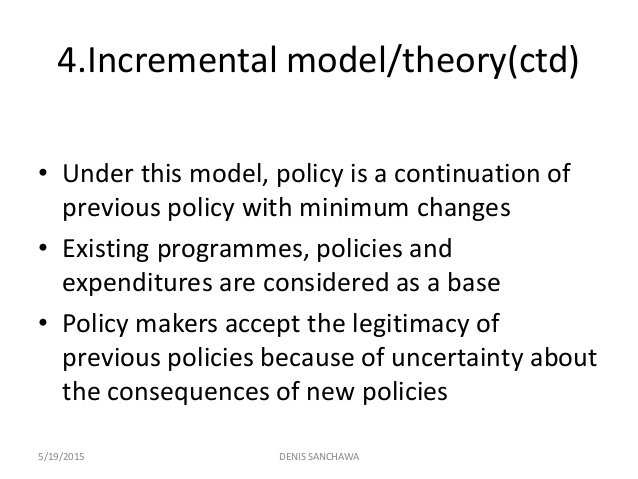 4.Incremental model/theory(ctd)
• Under this model, policy is a continuation of
previous policy with minimum changes
• Existing programmes, policies and
expenditures are considered as a base
• Policy makers accept the legitimacy of
previous policies because of uncertainty about
the consequences of new policies
5/19/2015 DENIS SANCHAWA